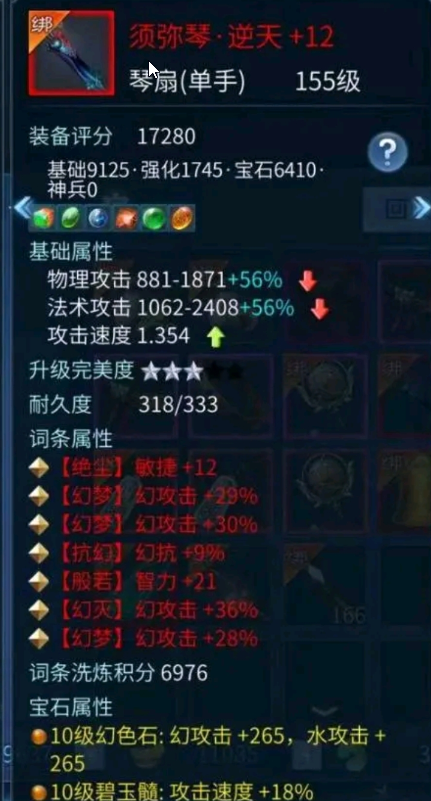 绑
须弥琴·逆天 +12
琴扇(单手) 155级
装备评分 17280
?
基础9125·强化1745·宝石6410·
神兵0
基础属性
物理攻击 881-1871+56%
法术攻击 1062-2408+56%
攻击速度 1.354
升级完美度
耐久度 318/333
词条属性
【绝尘】敏捷 +12
【幻梦】幻攻击 +29%
【幻梦】幻攻击 +30%
【抗幻】幻抗 +9%
【般若】智力 +21
【幻灭】幻攻击 +36%
166
【幻梦】幻攻击 +28%
词条洗炼积分 6976
宝石属性
10级幻色石: 幻攻击 +265，水攻击 +
265
10级碧玉髓: 攻击速度 +18%